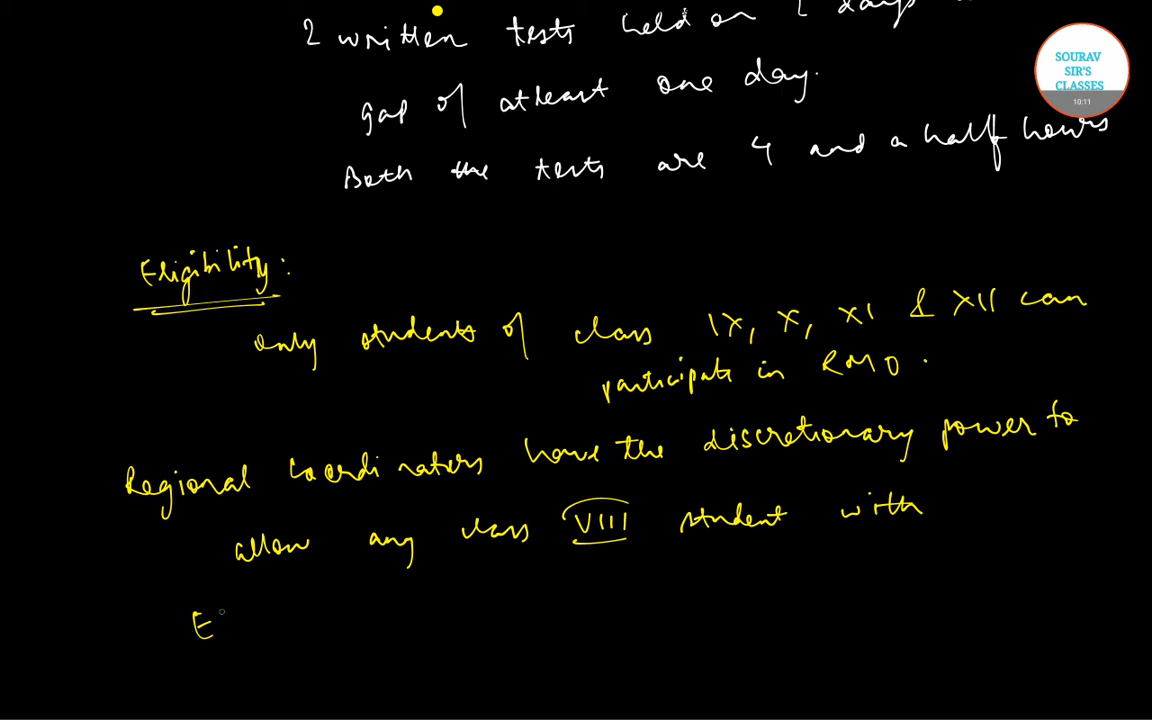 2 written tests held on 2 days
gap of atleast one day.
Both the tests are 4 and a half hours
SOURAV
SIR'S
CLASSES
10:11
Eligibility:
only students of class IX, X, XI & XII can
participate in RMO.
Regional coordinators have the discretionary power to
allow any class VIII student with
E